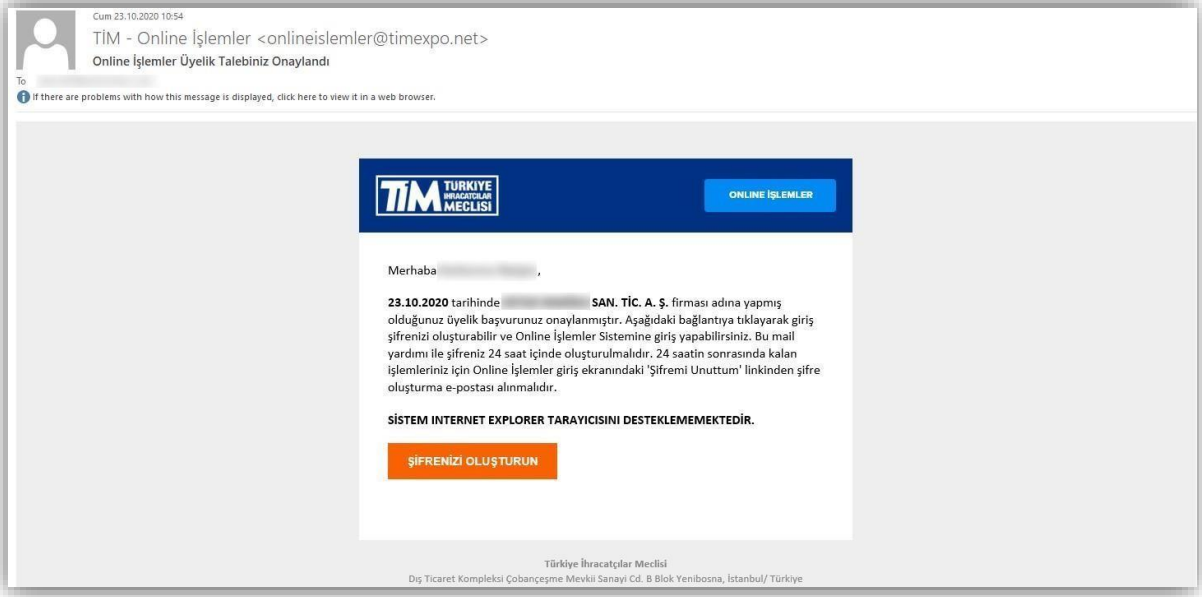 Cum 23.10.2020 10:54
TİM - Online İşlemler <onlineislemler@timexpo.net>
Online İşlemler Üyelik Talebiniz Onaylandı
To
If there are problems with how this message is displayed, click here to view it in a web browser.
TİM TÜRKİYE İHRACATCILAR MECLİSİ
ONLINE İŞLEMLER
Merhaba ,
23.10.2020 tarihinde SAN. TİC. A. Ş. firması adına yapmış
olduğunuz üyelik başvurunuz onaylanmıştır. Aşağıdaki bağlantıya tıklayarak giriş
şifrenizi oluşturabilir ve Online İşlemler Sistemine giriş yapabilirsiniz. Bu mail
yardımı ile şifreniz 24 saat içinde oluşturulmalıdır. 24 saatin sonrasında kalan
işlemleriniz için Online İşlemler giriş ekranındaki 'Şifremi Unuttum' linkinden şifre
oluşturma e-postası alınmalıdır.
SİSTEM INTERNET EXPLORER TARAYICISINI DESTEKLEMEMEKTEDİR.
ŞİFRENİZİ OLUŞTURUN
Türkiye İhracatçılar Meclisi
Dış Ticaret Kompleksi Çobançeşme Mevkii Sanayi Cd. B Blok Yenibosna, İstanbul/ Türkiye